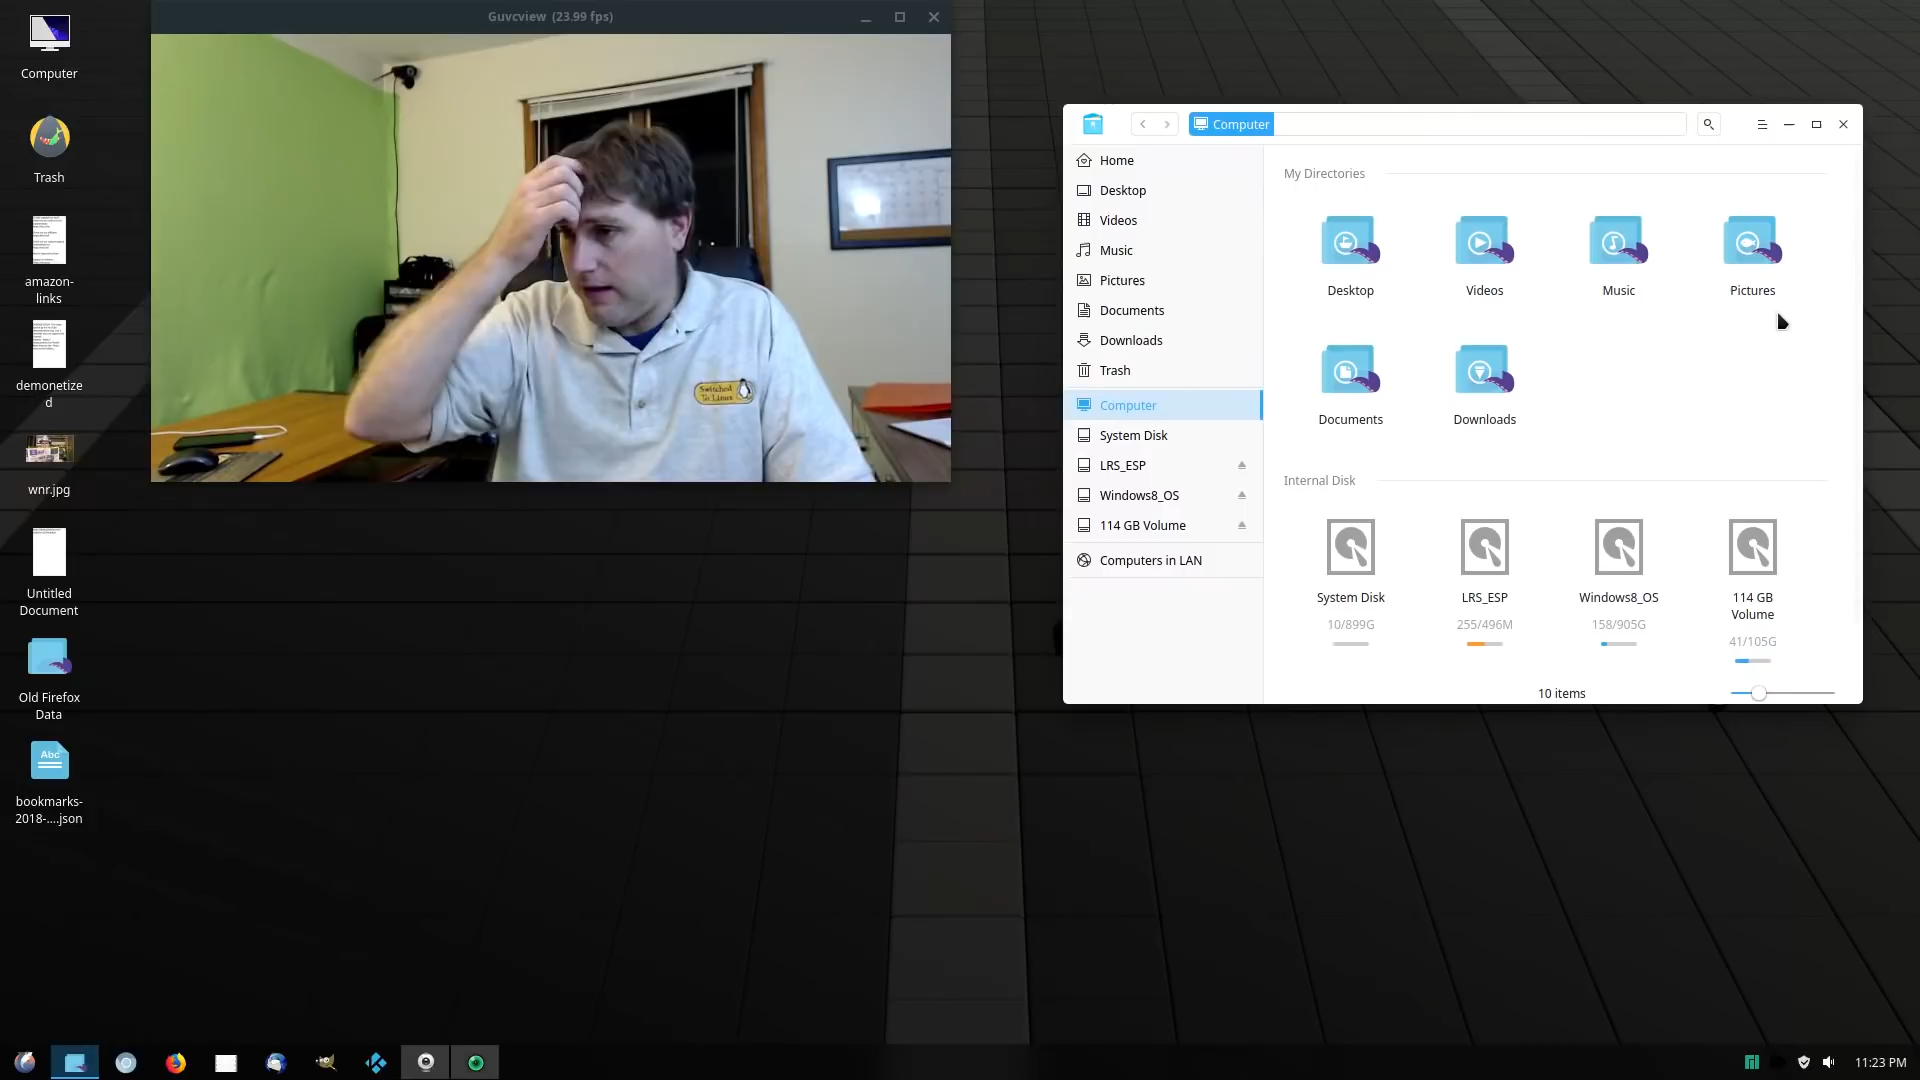 Guvcview (23.99 fps)
Computer
Trash
amazon-
links
demonetize
d
wnr.jpg
Untitled
Document
Old Firefox
Data
Abc
bookmarks-
2018-....json
Switched
To Linux
Computer
Home
Desktop
Videos
Music
Pictures
Documents
Downloads
Trash
Computer
System Disk
LRS_ESP
Windows8_OS
114 GB Volume
Computers in LAN
My Directories
Desktop
Videos
Music
Pictures
Documents
Downloads
Internal Disk
System Disk
10/899G
LRS_ESP
255/496M
Windows8_OS
158/905G
114 GB
Volume
41/105G
10 items
11:23 PM